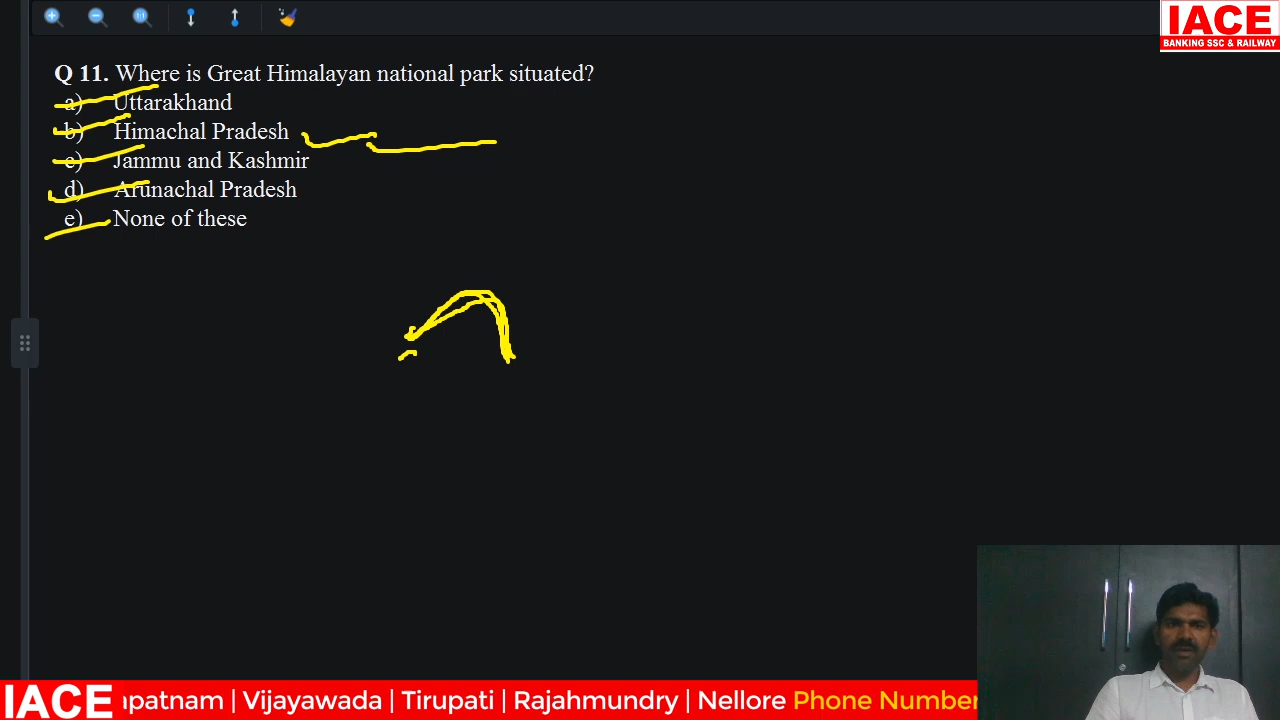 IACE
BANKING SSC & RAILWAY
Q 11. Where is Great Himalayan national park situated?
a) Uttarakhand
b) Himachal Pradesh
c) Jammu and Kashmir
d) Arunachal Pradesh
e) None of these
IACE apatnam | Vijayawada | Tirupati | Rajahmundry | Nellore Phone Number